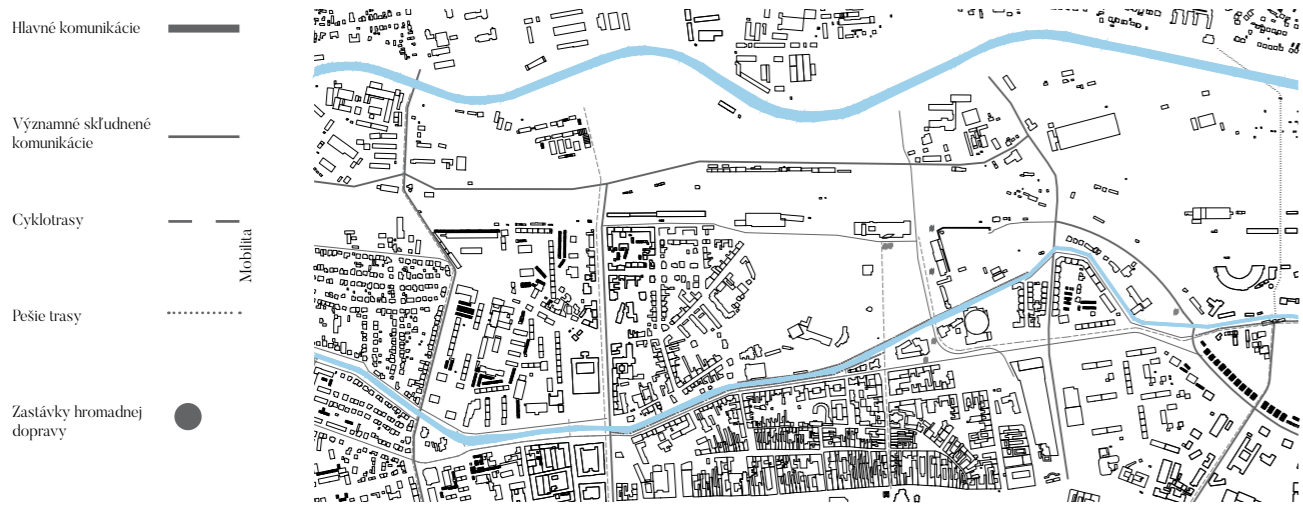 Hlavné komunikácie
Významné skľudnené
komunikácie
Cyklotrasy
Mobilita
Pešie trasy
Zastávky hromadnej
dopravy